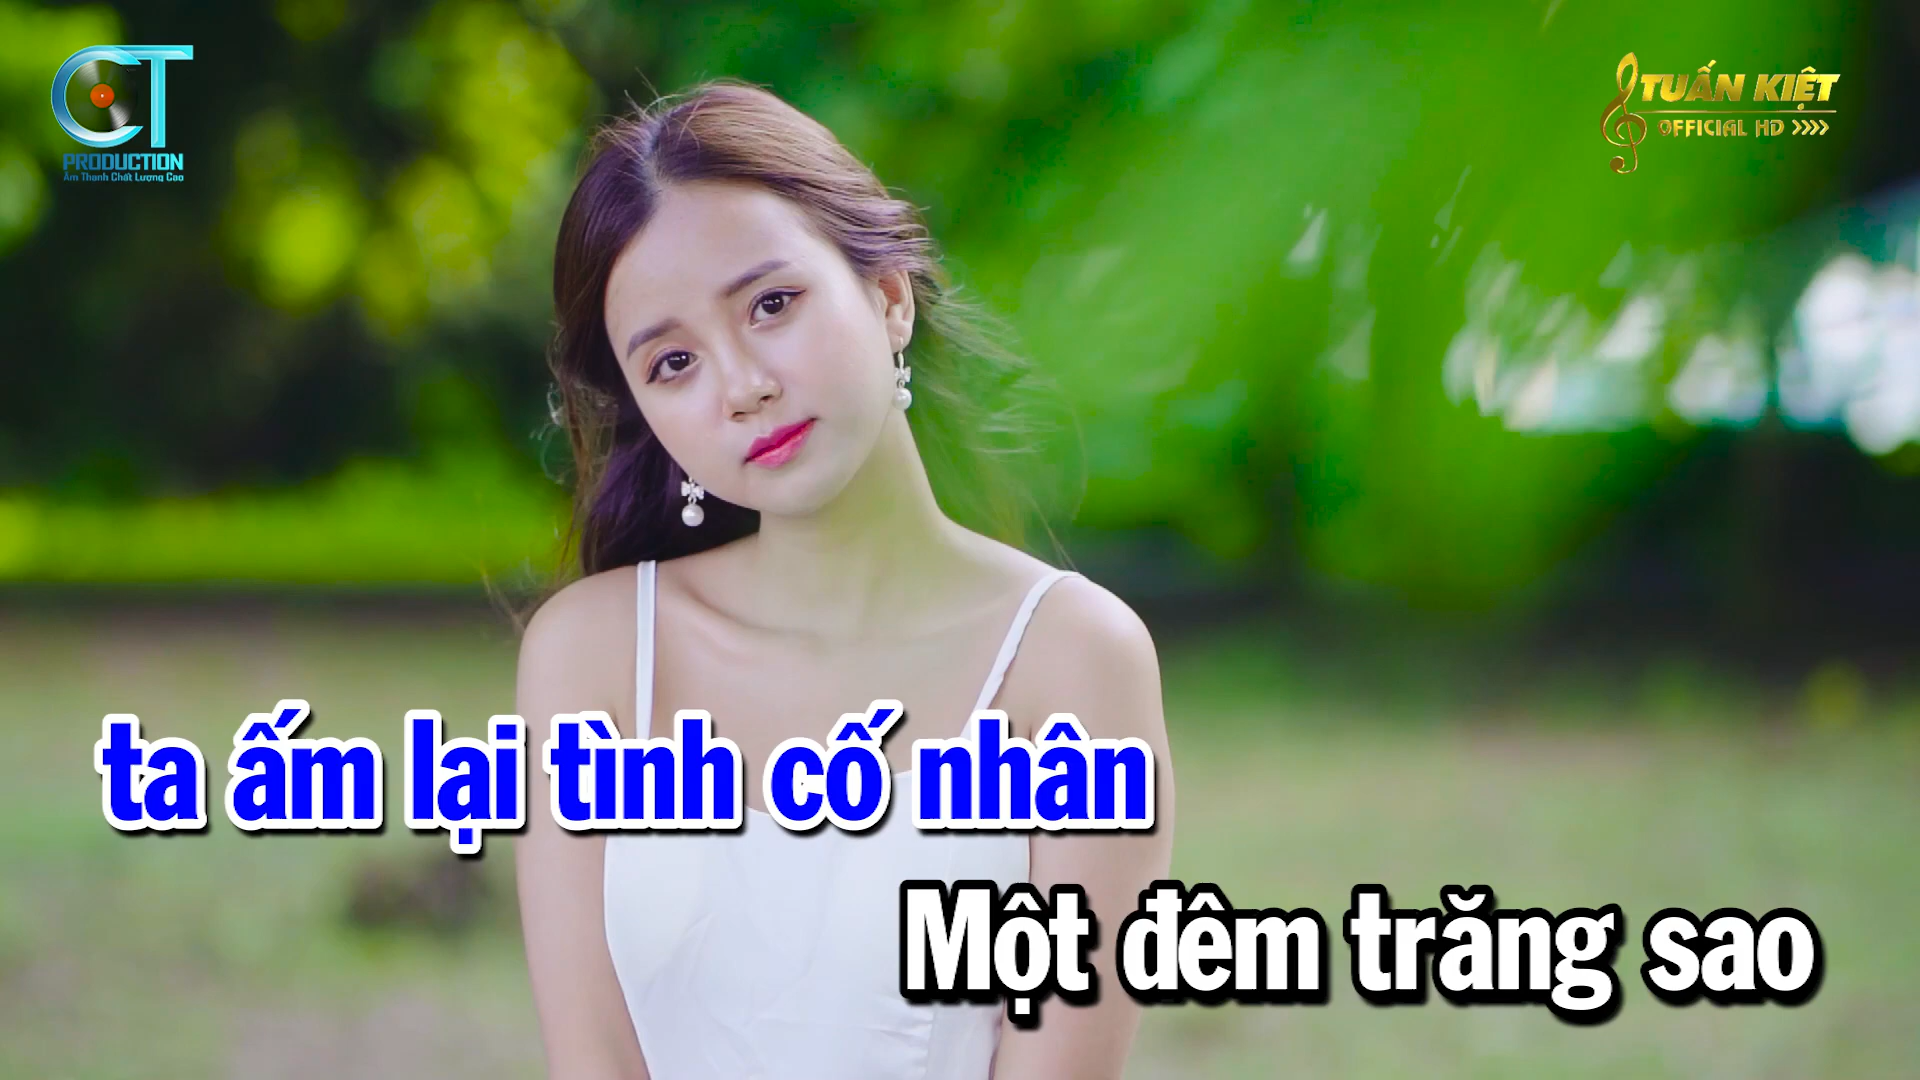 CT
PRODUCTION
Âm Thanh Chất Lượng Cao
TUẤN KIỆT
OFFICIAL HD >>>>
ta ấm lại tình cố nhân
Một đêm trăng sao